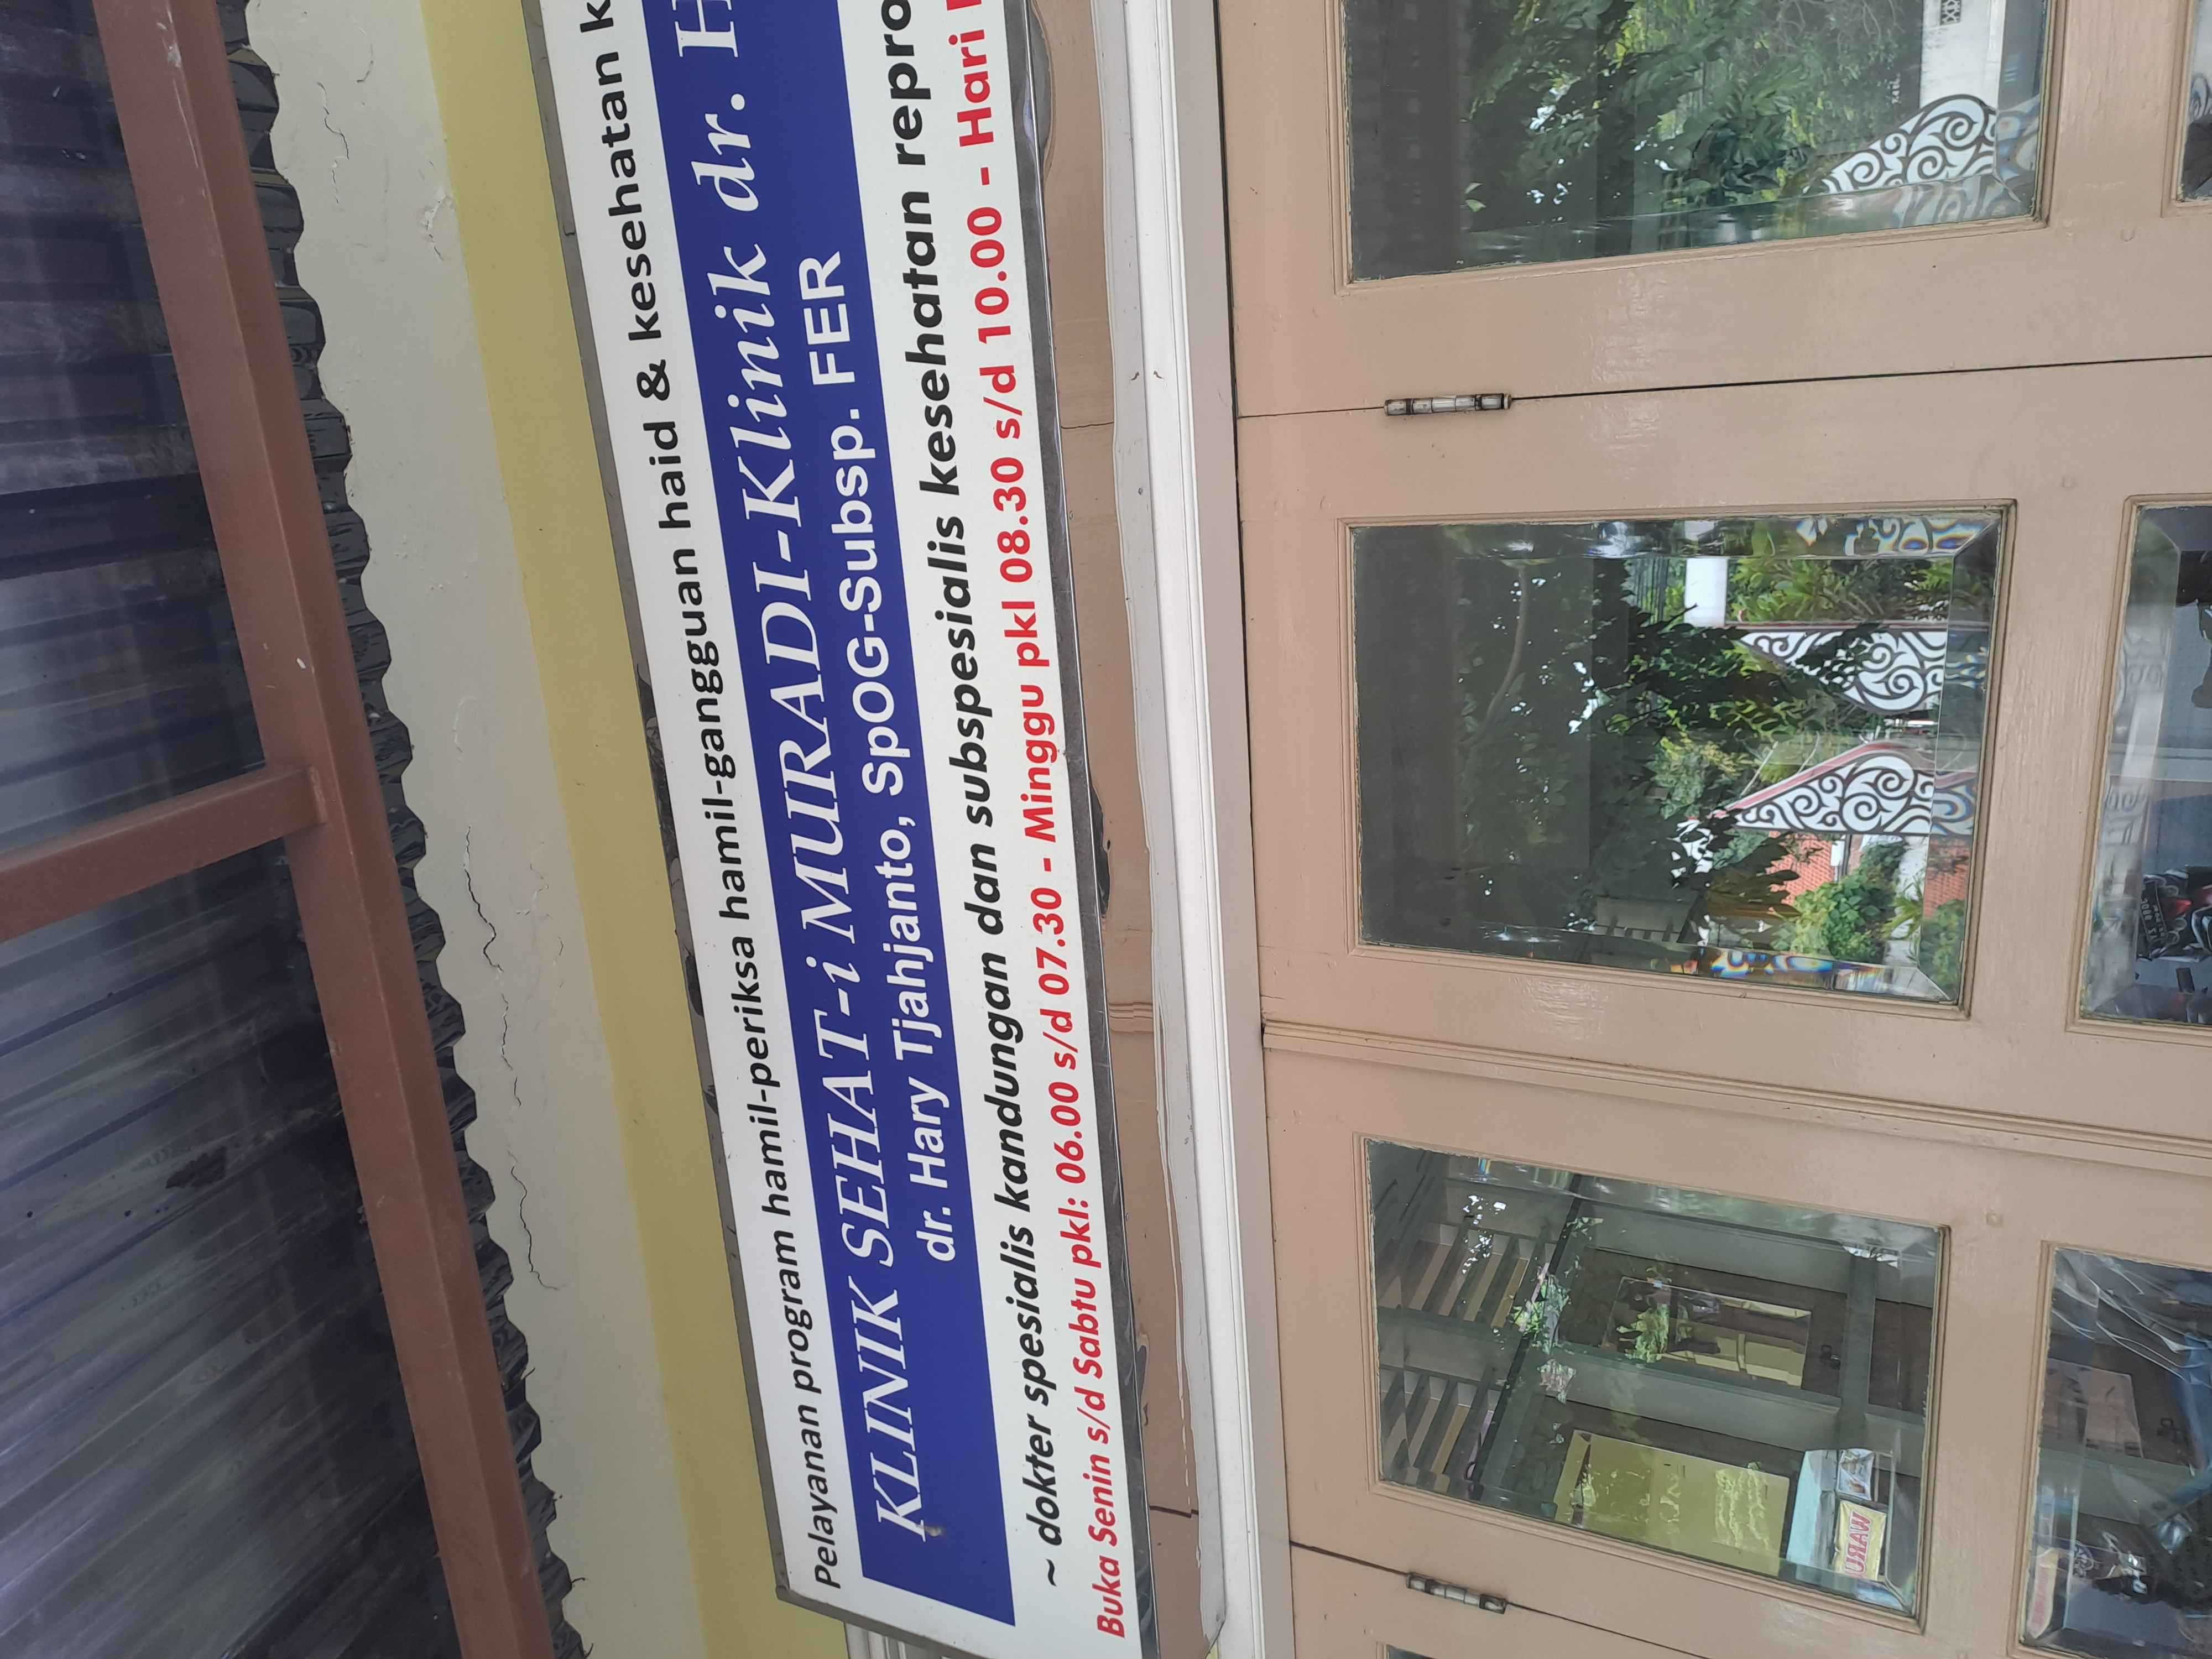 Pelayanan program hamil-periksa hamil-gangguan haid & kesehatan k
KLINIK SEHAT-i MURADI-Klinik dr. H
dr. Hary Tjahjanto, SpOG-Subsp. FER
~ dokter spesialis kandungan dan subspesialis kesehatan repro
Buka Senin s/d Sabtu pkl: 06.00 s/d 07.30 - Minggu pkl 08.30 s/d 10.00 - Hari
WARU